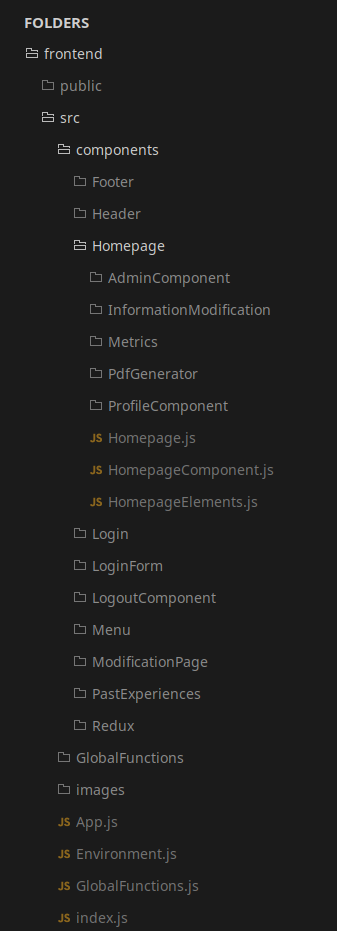 FOLDERS
frontend
public
src
components
Footer
Header
Homepage
AdminComponent
InformationModification
Metrics
PdfGenerator
ProfileComponent
JS Homepage.js
JS HomepageComponent.js
JS HomepageElements.js
Login
LoginForm
LogoutComponent
Menu
ModificationPage
PastExperiences
Redux
GlobalFunctions
images
JS App.js
JS Environment.js
JS GlobalFunctions.js
JS index.js